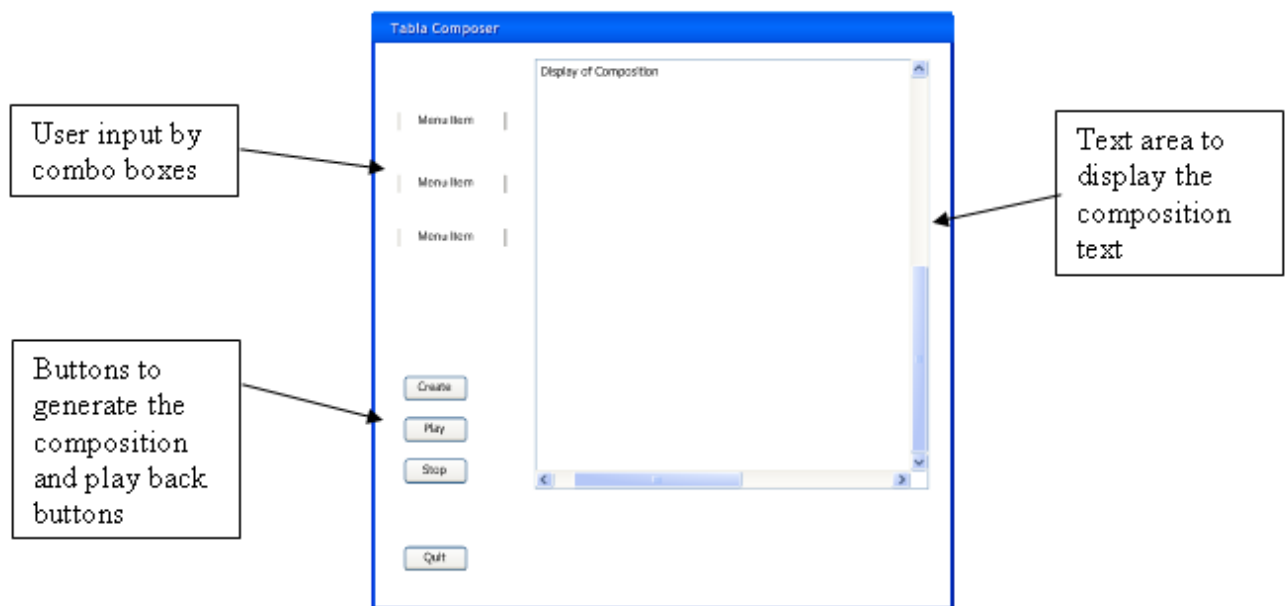 Tabla Composer
Display of Composition
User input by
combo boxes
Menu Item
Menu Item
Menu Item
Text area to
display the
composition
text
Buttons to
generate the
composition
and play back
buttons
Create
Play
Stop
Quit